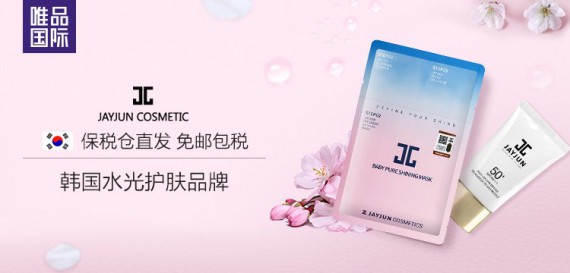 唯品
国际
JAYJUN COSMETIC
保税仓直发 免邮包税
韩国水光护肤品牌
REFINE YOUR SHINE
BABY PURE SHINING MASK
JAYJUN COSMETICS
JAYJUN
50+